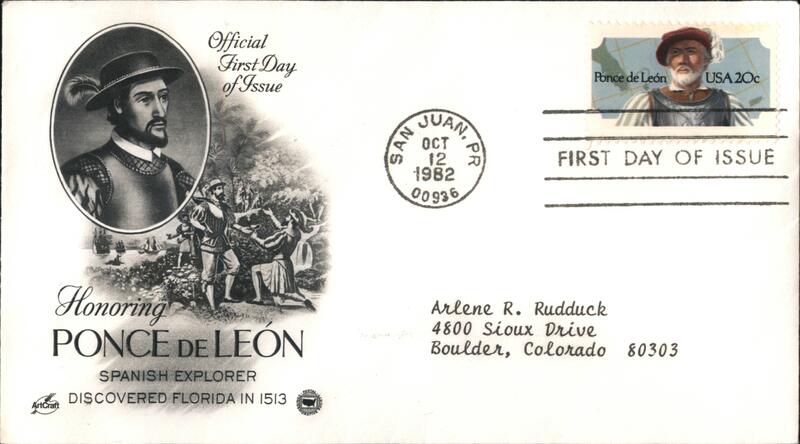 Official
First Day
of Issue
Ponce de León USA 20c
SAN JUAN, PR
OCT
12
1982
00936
FIRST DAY OF ISSUE
Honoring
PONCE DE LEÓN
SPANISH EXPLORER
DISCOVERED FLORIDA IN 1513
ArtCraft
Arlene R. Rudduck
4800 Sioux Drive
Boulder, Colorado 80303